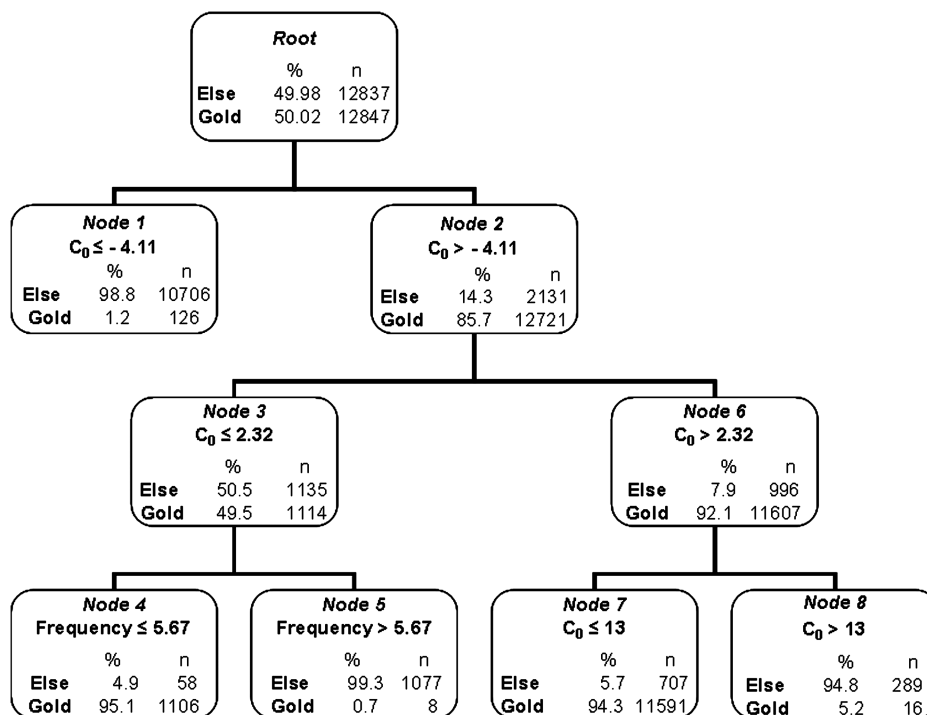 Root
% n
Else 49.98 12837
Gold 50.02 12847
Node 1
C₀ ≤ - 4.11
% n
Else 98.8 10706
Gold 1.2 126
Node 2
C₀ > - 4.11
% n
Else 14.3 2131
Gold 85.7 12721
Node 3
C₀ ≤ 2.32
% n
Else 50.5 1135
Gold 49.5 1114
Node 6
C₀ > 2.32
% n
Else 7.9 996
Gold 92.1 11607
Node 4
Frequency ≤ 5.67
% n
Else 4.9 58
Gold 95.1 1106
Node 5
Frequency > 5.67
% n
Else 99.3 1077
Gold 0.7 8
Node 7
C₀ ≤ 13
% n
Else 5.7 707
Gold 94.3 11591
Node 8
C₀ > 13
% n
Else 94.8 289
Gold 5.2 16